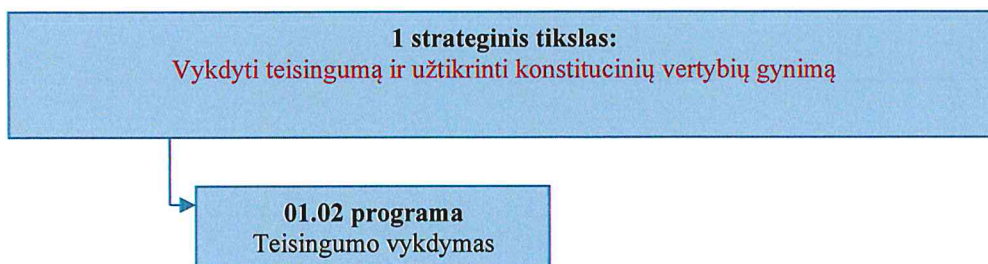 1 strateginis tikslas:
Vykdyti teisingumą ir užtikrinti konstitucinių vertybių gynimą
01.02 programa
Teisingumo vykdymas